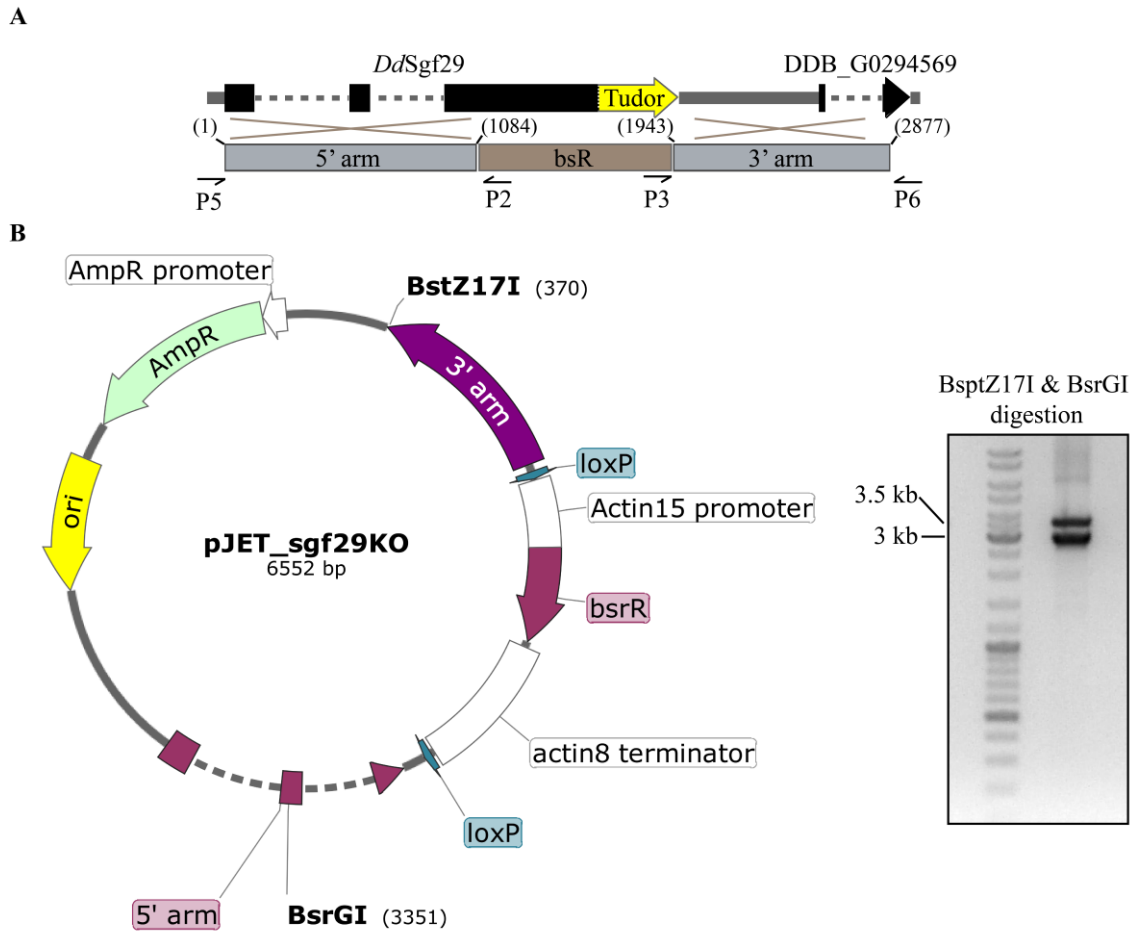 A
DdSgf29
DDB_G0294569
Tudor
(1)
(1084)
(1943)
(2877)
5’ arm
bsR
3’ arm
P5
P2
P3
P6
B
AmpR promoter
BstZ17I (370)
AmpR
3' arm
loxP
Actin15 promoter
ori
pJET_sgf29KO
6552 bp
bsrR
actin8 terminator
loxP
5' arm
BsrGI (3351)
BsptZ17I & BsrGI
digestion
3.5 kb
3 kb